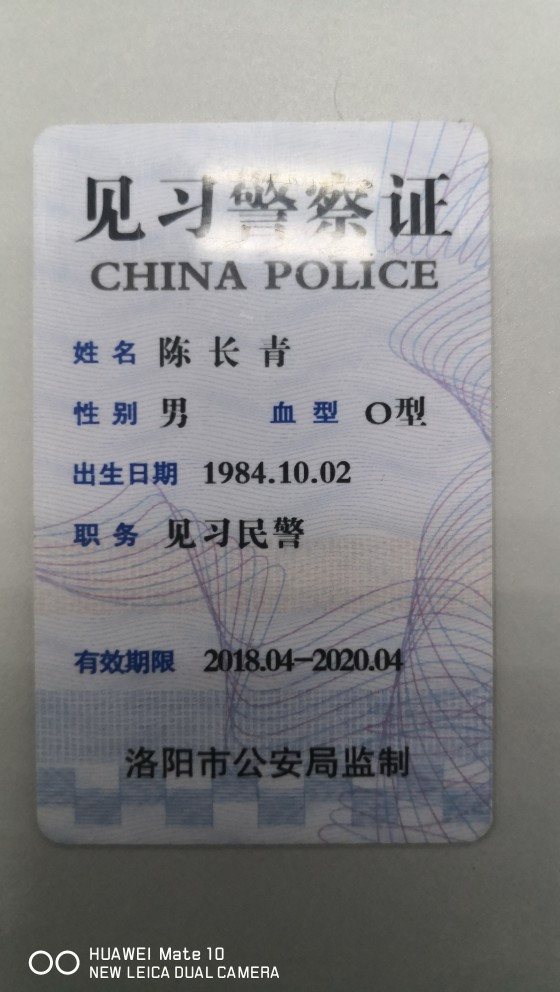 见习警察证
CHINA POLICE
姓名 陈长青
性别 男 血型 O型
出生日期 1984.10.02
职务 见习民警
有效期限 2018.04-2020.04
洛阳市公安局监制
HUAWEI Mate 10
NEW LEICA DUAL CAMERA